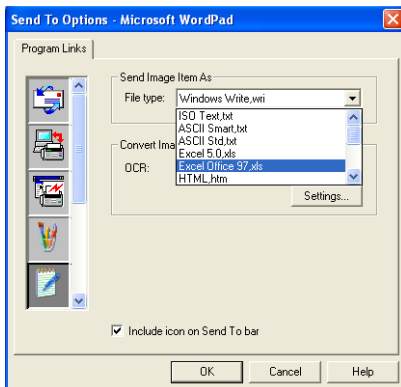 Send To Options - Microsoft WordPad
Program Links
Send Image Item As
File type: Windows Write,wri
ISO Text,txt
ASCII Smart,txt
ASCII Std,txt
Convert Ima
Excel 5.0,xls
OCR: Excel Office 97,xls
HTML,htm
Settings...
Include icon on Send To bar
OK Cancel Help